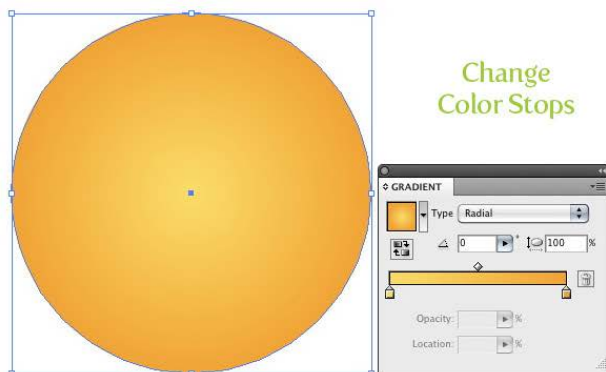 Change
Color Stops
GRADIENT
Type Radial
0 ° 100 %
Opacity: %
Location: %